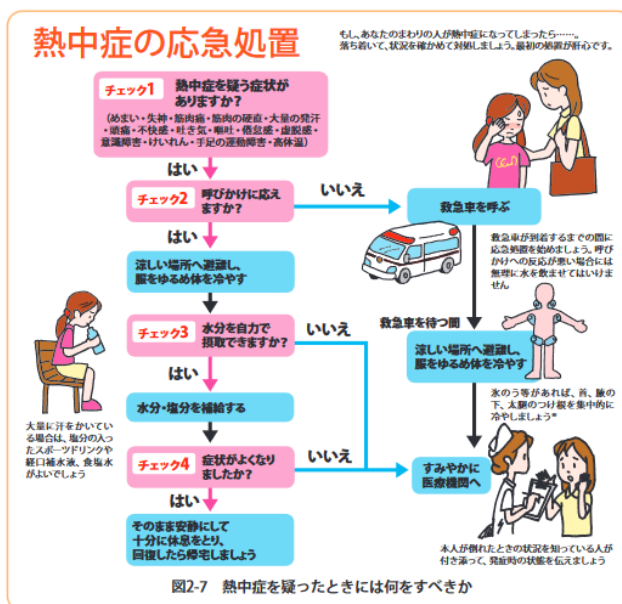 熱中症の応急処置
もし、あなたのまわりの人が熱中症になってしまったら……。
落ち着いて、状況を確かめて対処しましょう。最初の処置が肝心です。
チェック1
熱中症を疑う症状が
ありますか？
（めまい・失神・筋肉痛・筋肉の硬直・大量の発汗
・頭痛・不快感・吐き気・嘔吐・倦怠感・虚脱感・
意識障害・けいれん・手足の運動障害・高体温）
はい
チェック2
呼びかけに応え
ますか？
いいえ
救急車を呼ぶ
はい
救急車が到着するまでの間に
応急処置を始めましょう。呼び
かけへの反応が悪い場合には
無理に水を飲ませてはいけま
せん
涼しい場所へ避難し、
服をゆるめ体を冷やす
救急車を待つ間
涼しい場所へ避難し、
服をゆるめ体を冷やす
チェック3
水分を自力で
摂取できますか？
いいえ
はい
氷のう等があれば、首、腋の
下、太腿のつけ根を集中的に
冷やしましょう*
水分・塩分を補給する
大量に汗をかいている
場合は、塩分の入った
スポーツドリンクや
経口補水液、食塩水
がよいでしょう
チェック4
症状がよくなり
ましたか？
いいえ
すみやかに
医療機関へ
はい
そのまま安静にして
十分に休息をとり、
回復したら帰宅しましょう
本人が倒れたときの状況を知っている人が
付き添って、発症時の状態を伝えましょう
図2-7 熱中症を疑ったときには何をすべきか